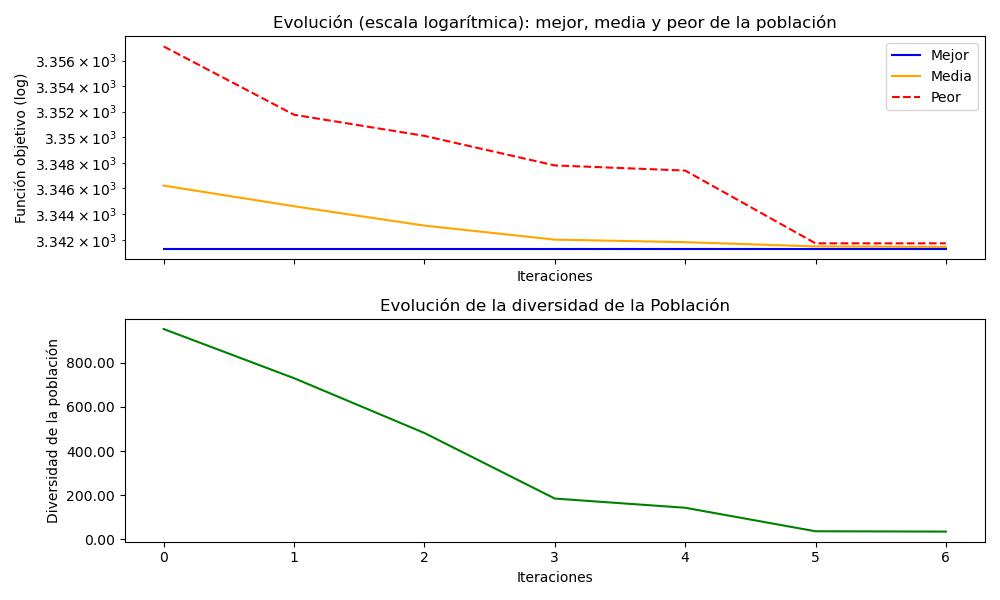 Evolución (escala logarítmica): mejor, media y peor de la población
Función objetivo (log)
3.356 × 10³
3.354 × 10³
3.352 × 10³
3.35 × 10³
3.348 × 10³
3.346 × 10³
3.344 × 10³
3.342 × 10³
Mejor
Media
Peor
Iteraciones
Evolución de la diversidad de la Población
Diversidad de la población
800.00
600.00
400.00
200.00
0.00
0 1 2 3 4 5 6
Iteraciones